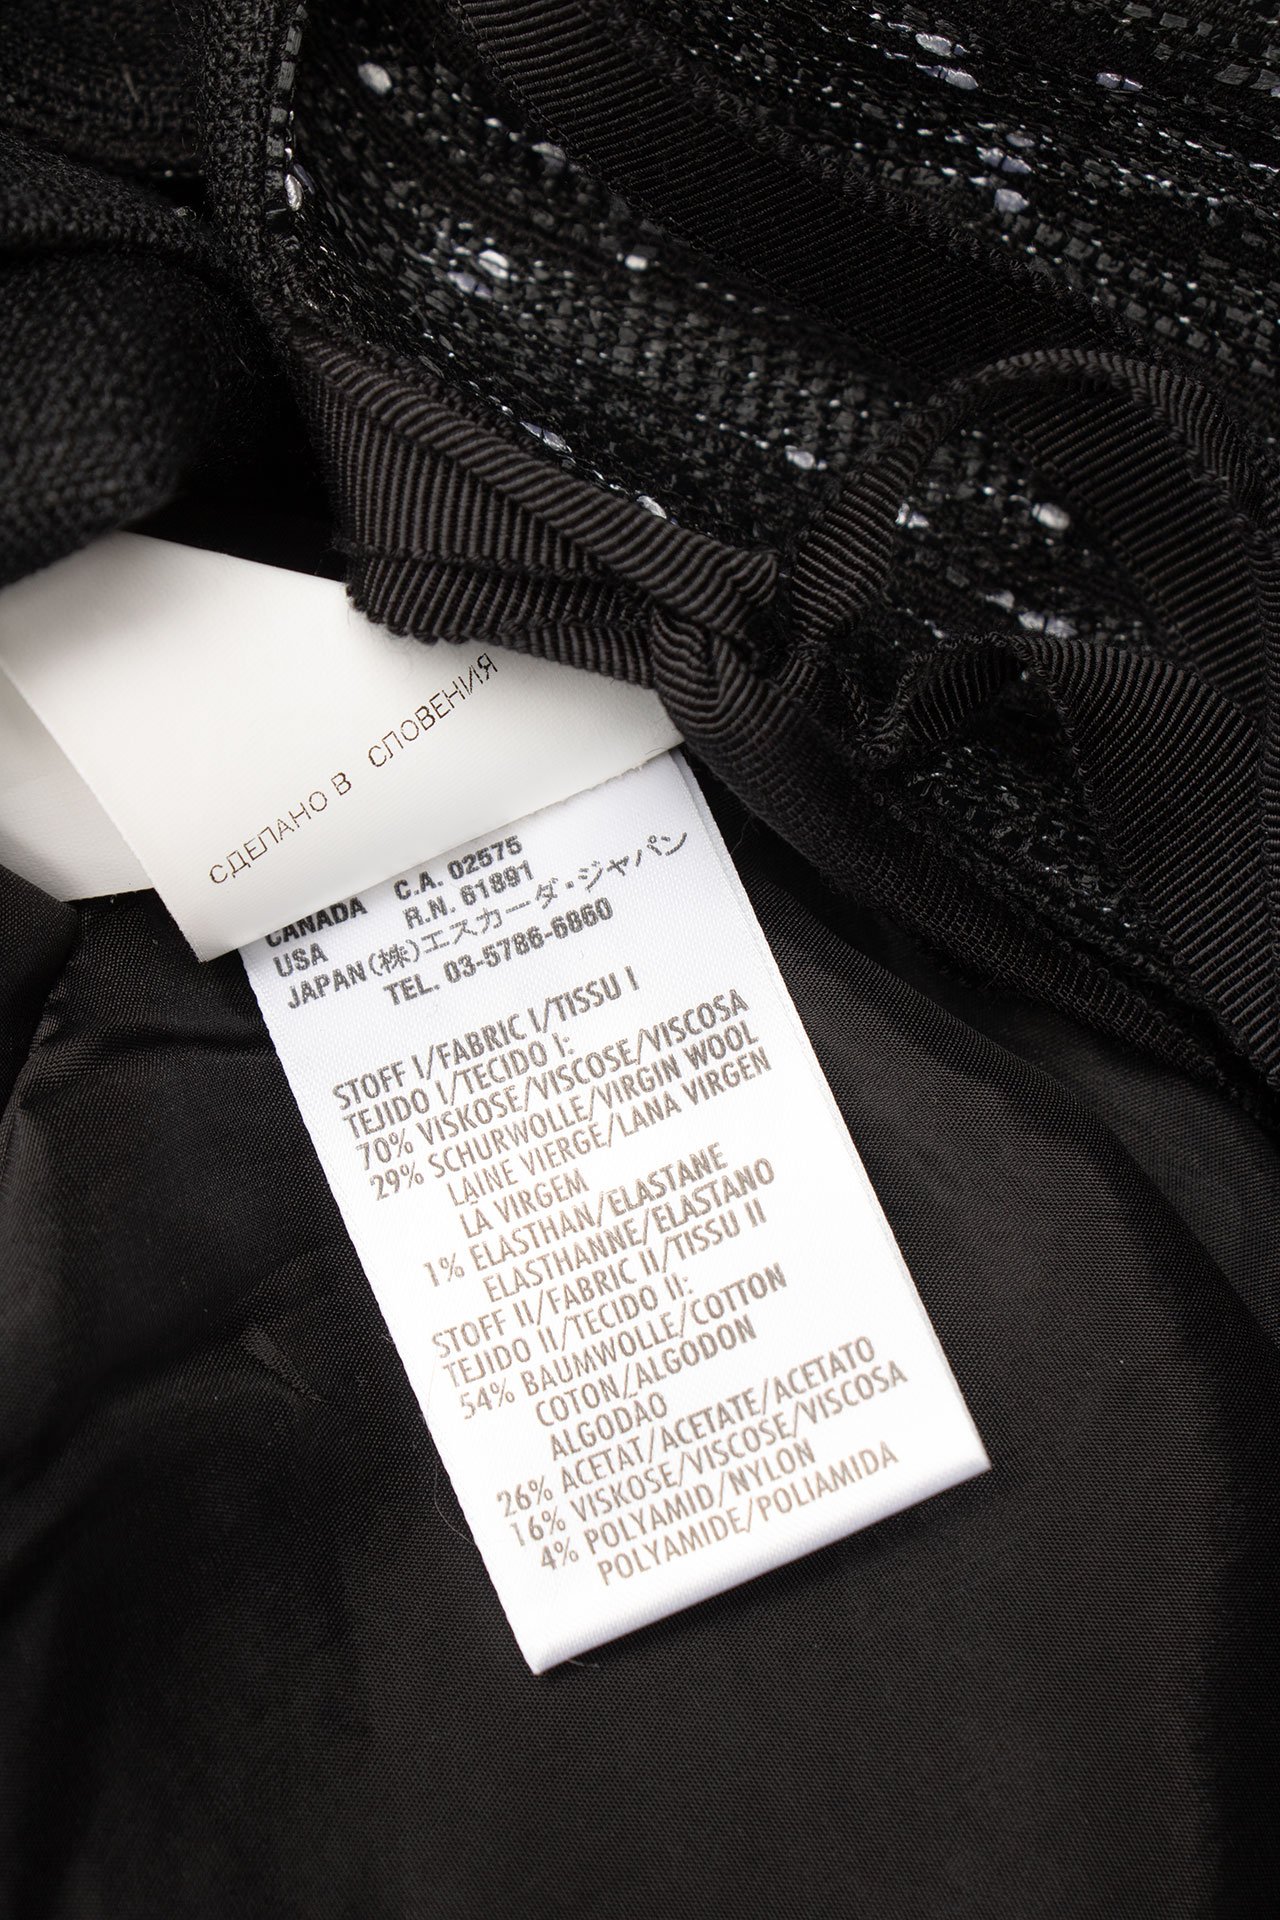 СДЕЛАНО В СЛОВЕНИЯ
CANADA C.A. 02575
USA R.N. 61891
JAPAN(株)エスカーダ・ジャパン
TEL. 03-5786-6860
STOFF I/FABRIC I/TISSU I
TEJIDO I/TECIDO I:
70% VISKOSE/VISCOSE/VISCOSA
29% SCHURWOLLE/VIRGIN WOOL
LAINE VIERGE/LANA VIRGEN
LÃ VIRGEM
1% ELASTHAN/ELASTANE
ELASTHANNE/ELASTANO
STOFF II/FABRIC II/TISSU II
TEJIDO II/TECIDO II:
54% BAUMWOLLE/COTTON
COTON/ALGODON
ALGODÃO
26% ACETAT/ACETATE/ACETATO
16% VISKOSE/VISCOSE/VISCOSA
4% POLYAMID/NYLON
POLYAMIDE/POLIAMIDA